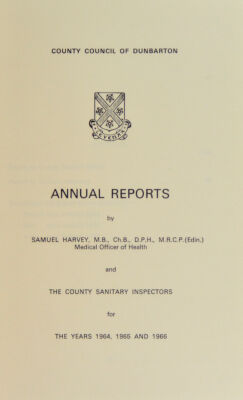 COUNTY COUNCIL OF DUNBARTON
LEVENAX
ANNUAL REPORTS
by
SAMUEL HARVEY, M.B., Ch.B., D.P.H., M.R.C.P.(Edin.)
Medical Officer of Health
and
THE COUNTY SANITARY INSPECTORS
for
THE YEARS 1964, 1965 AND 1966